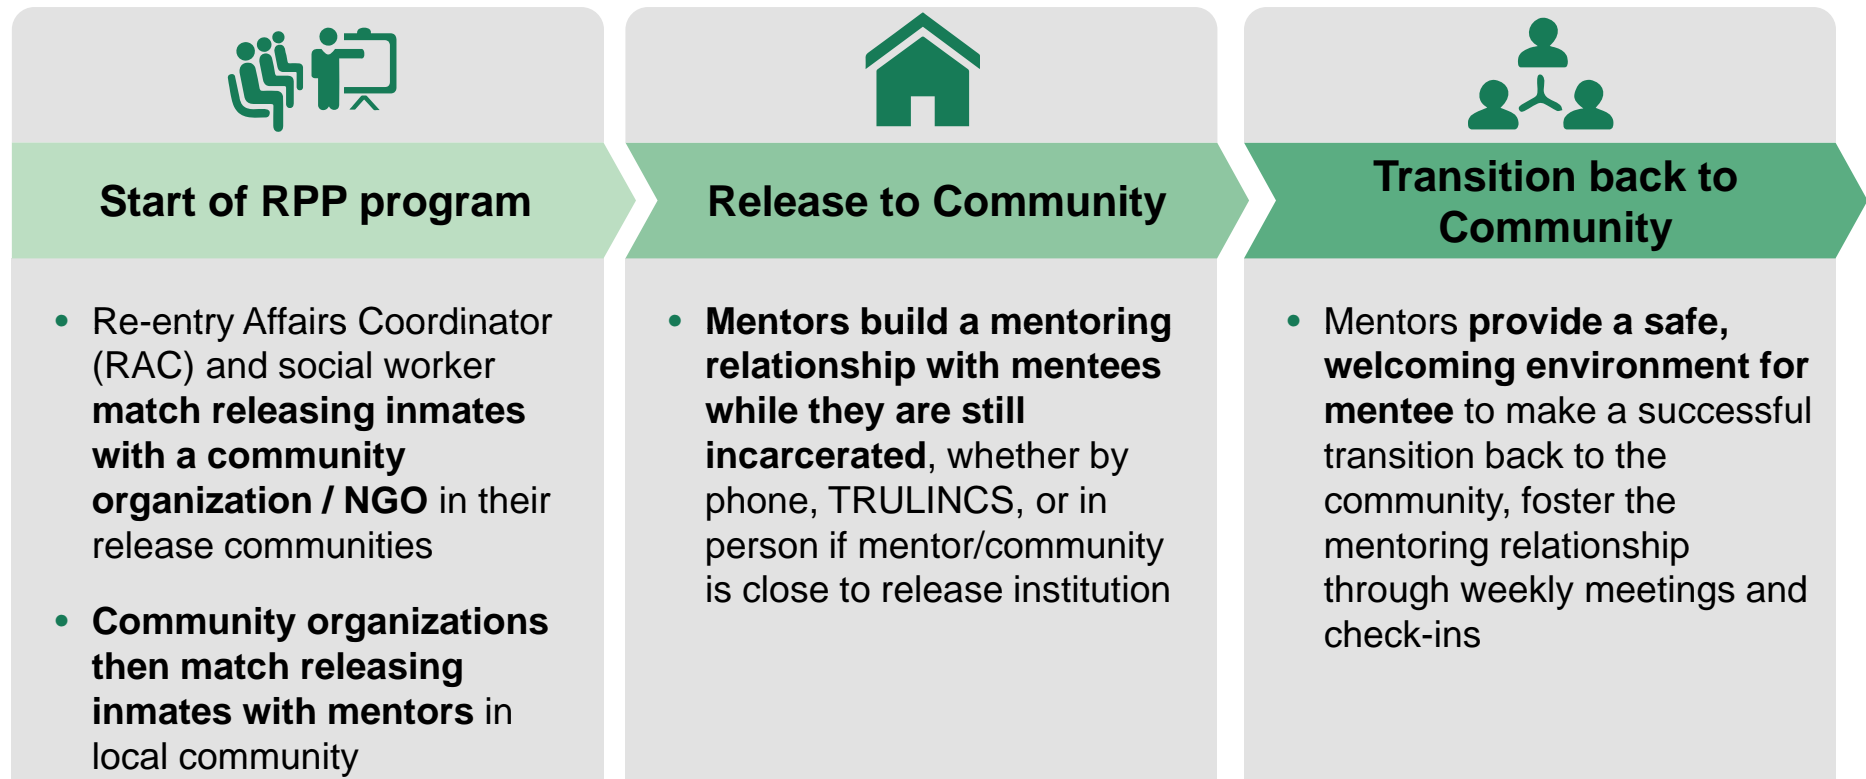 Start of RPP program
• Re-entry Affairs Coordinator
(RAC) and social worker
match releasing inmates
with a community
organization / NGO in their
release communities
• Community organizations
then match releasing
inmates with mentors in
local community
Release to Community
• Mentors build a mentoring
relationship with mentees
while they are still
incarcerated, whether by
phone, TRULINCS, or in
person if mentor/community
is close to release institution
Transition back to
Community
• Mentors provide a safe,
welcoming environment for
mentee to make a successful
transition back to the
community, foster the
mentoring relationship
through weekly meetings and
check-ins